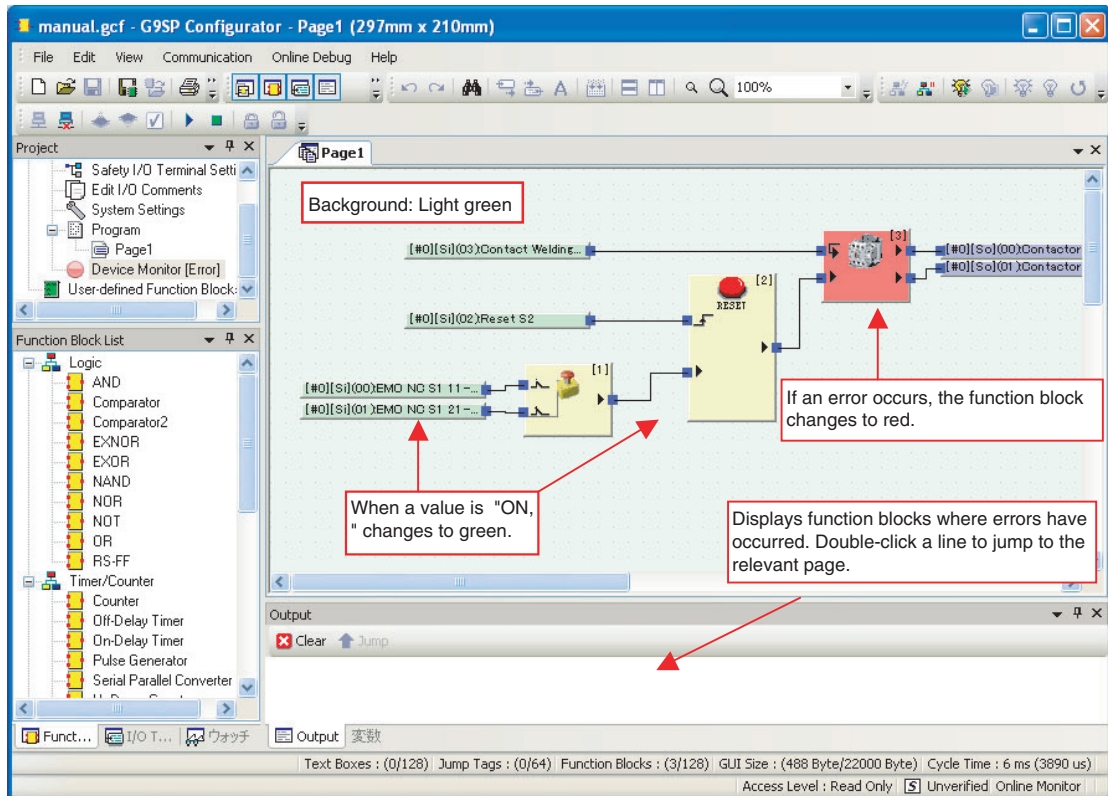 manual.gcf - G9SP Configurator - Page1 (297mm x 210mm)
File Edit View Communication Online Debug Help
100%
Project
Safety I/O Terminal Setti
Edit I/O Comments
System Settings
Program
Page1
Device Monitor [Error]
User-defined Function Block
Function Block List
Logic
AND
Comparator
Comparator2
EXNOR
EXOR
NAND
NOR
NOT
OR
RS-FF
Timer/Counter
Counter
Off-Delay Timer
On-Delay Timer
Pulse Generator
Serial Parallel Converter
Funct... I/O T... ウォッチ
Page1
Background: Light green
[#0][Si](03):Contact Welding...
[3]
[#0][So](00):Contactor
[#0][So](01):Contactor
[2]
RESET
[#0][Si](02):Reset S2
[1]
[#0][Si](00):EMO NC S1 11-...
[#0][Si](01):EMO NC S1 21-...
If an error occurs, the function block
changes to red.
When a value is "ON,
" changes to green.
Displays function blocks where errors have
occurred. Double-click a line to jump to the
relevant page.
Output
Clear Jump
Output 変数
Text Boxes : (0/128) Jump Tags : (0/64) Function Blocks : (3/128) GUI Size : (488 Byte/22000 Byte) Cycle Time : 6 ms (3890 us)
Access Level : Read Only S Unverified Online Monitor